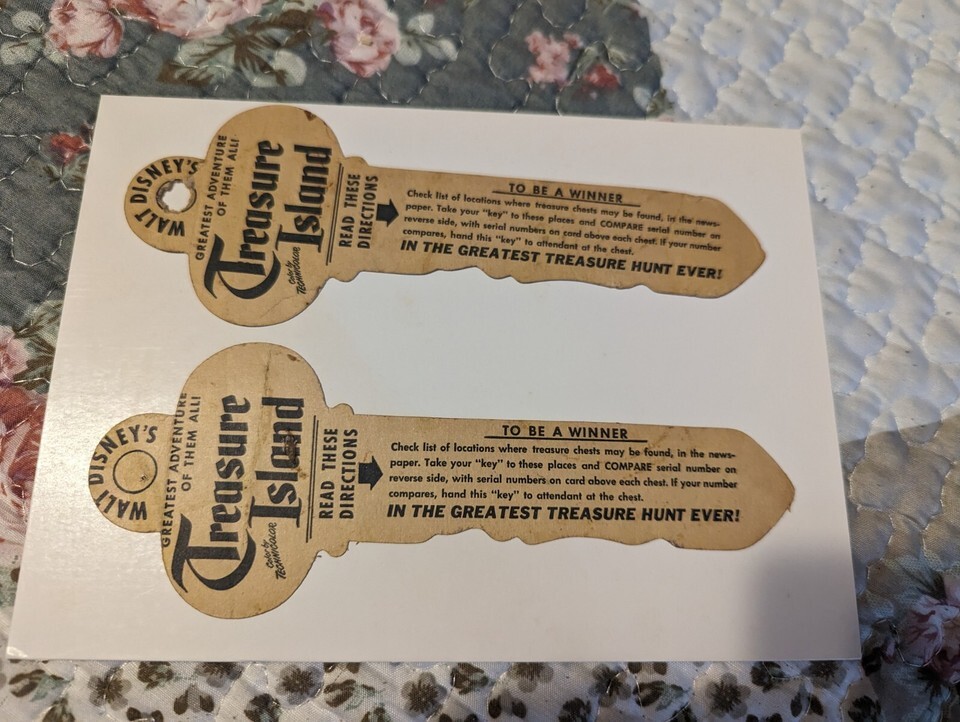 WALT DISNEY'S
GREATEST ADVENTURE
OF THEM ALL!
Treasure
Island
Color by
TECHNICOLOR
READ THESE
DIRECTIONS
TO BE A WINNER
Check list of locations where treasure chests may be found, in the news-
paper. Take your "key" to these places and COMPARE serial number on
reverse side, with serial numbers on card above each chest. If your number
compares, hand this "key" to attendant at the chest.
IN THE GREATEST TREASURE HUNT EVER!
WALT DISNEY'S
GREATEST ADVENTURE
OF THEM ALL!
Treasure
Island
Color by
TECHNICOLOR
READ THESE
DIRECTIONS
TO BE A WINNER
Check list of locations where treasure chests may be found, in the news-
paper. Take your "key" to these places and COMPARE serial number on
reverse side, with serial numbers on card above each chest. If your number
compares, hand this "key" to attendant at the chest.
IN THE GREATEST TREASURE HUNT EVER!